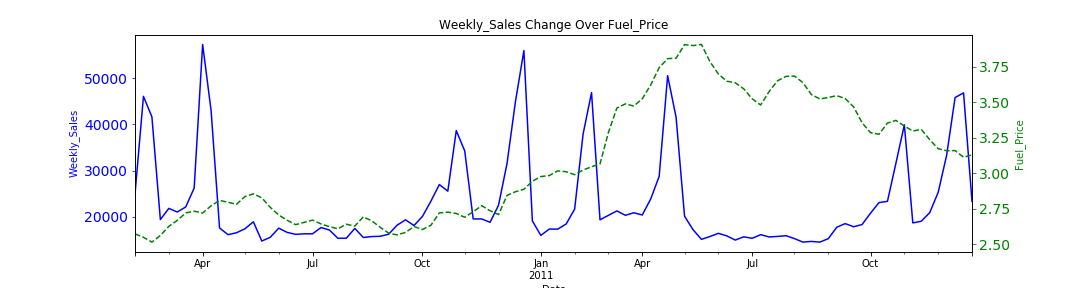 Weekly_Sales Change Over Fuel_Price
Weekly_Sales
50000
40000
30000
20000
3.75
3.50
3.25
3.00
2.75
2.50
Fuel_Price
Apr Jul Oct Jan Apr Jul Oct
2011
Date